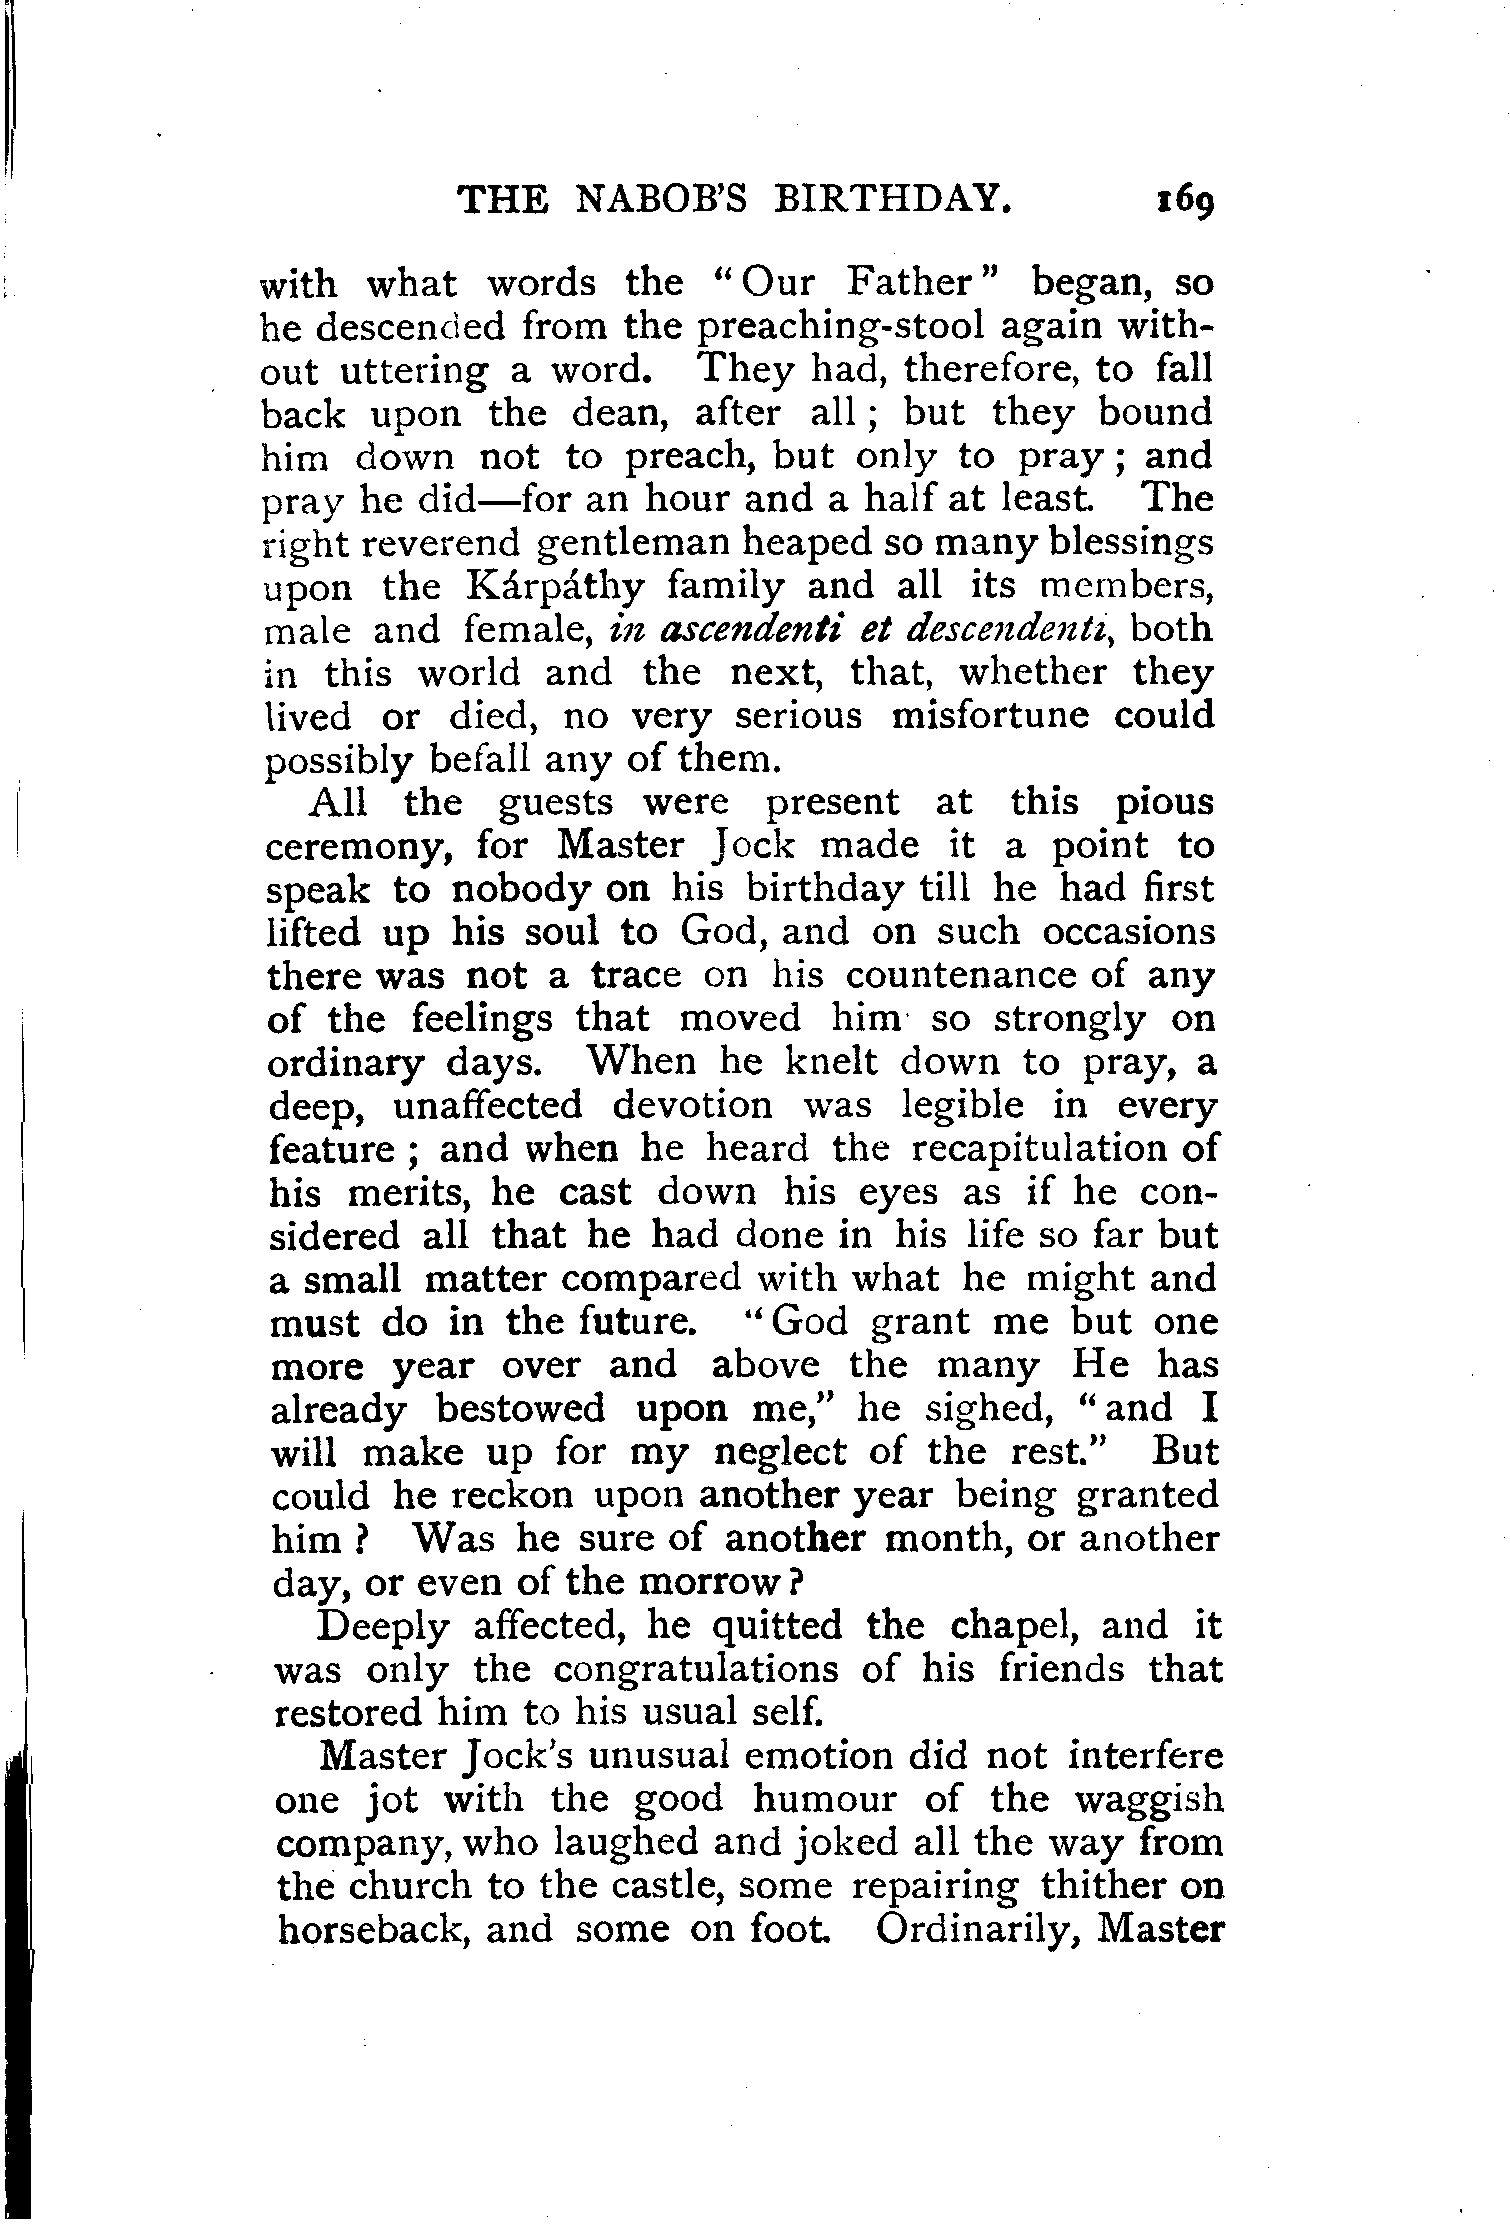 THE NABOB'S BIRTHDAY. 169
with what words the “Our Father” began, so
he descended from the preaching-stool again with-
out uttering a word. They had, therefore, to fall
back upon the dean, after all; but they bound
him down not to preach, but only to pray; and
pray he did—for an hour and a half at least. The
right reverend gentleman heaped so many blessings
upon the Kárpáthy family and all its members,
male and female, in ascendenti et descendenti, both
in this world and the next, that, whether they
lived or died, no very serious misfortune could
possibly befall any of them.
All the guests were present at this pious
ceremony, for Master Jock made it a point to
speak to nobody on his birthday till he had first
lifted up his soul to God, and on such occasions
there was not a trace on his countenance of any
of the feelings that moved him so strongly on
ordinary days. When he knelt down to pray, a
deep, unaffected devotion was legible in every
feature; and when he heard the recapitulation of
his merits, he cast down his eyes as if he con-
sidered all that he had done in his life so far but
a small matter compared with what he might and
must do in the future. “God grant me but one
more year over and above the many He has
already bestowed upon me,” he sighed, “and I
will make up for my neglect of the rest.” But
could he reckon upon another year being granted
him? Was he sure of another month, or another
day, or even of the morrow?
Deeply affected, he quitted the chapel, and it
was only the congratulations of his friends that
restored him to his usual self.
Master Jock's unusual emotion did not interfere
one jot with the good humour of the waggish
company, who laughed and joked all the way from
the church to the castle, some repairing thither on
horseback, and some on foot. Ordinarily, Master